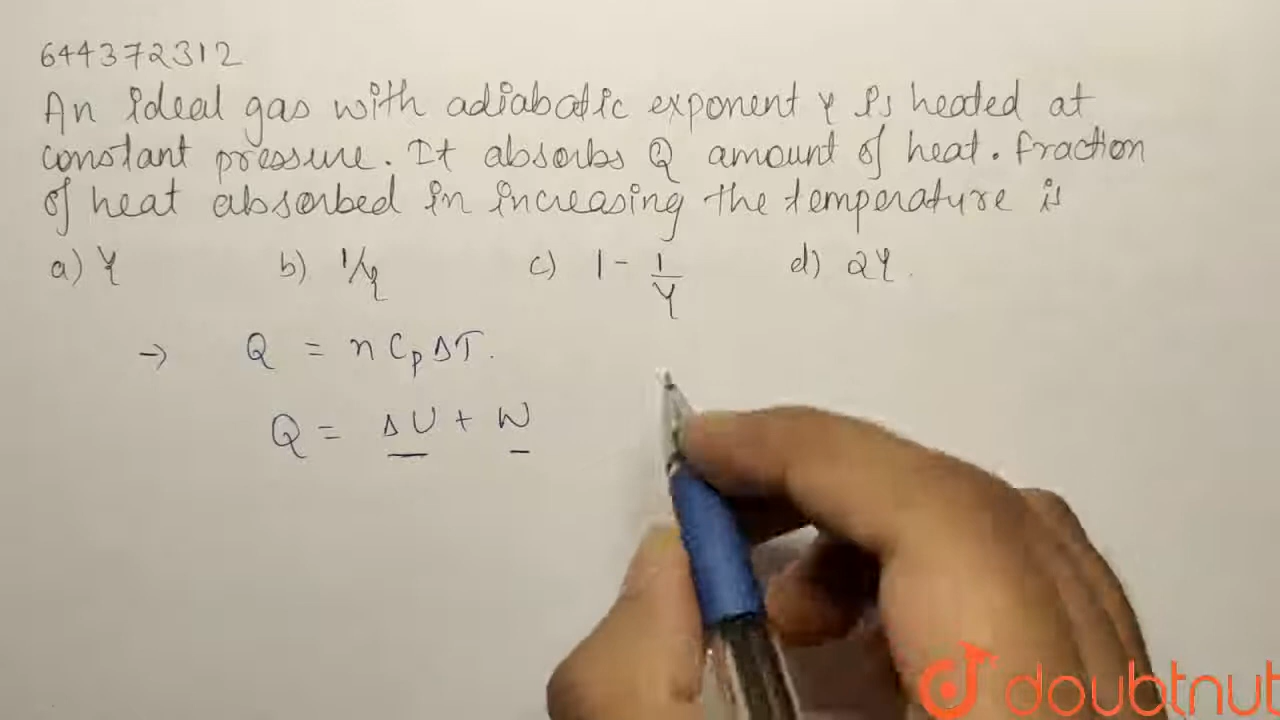 644372312
An ideal gas with adiabatic exponent γ is heated at
constant pressure. It absorbs Q amount of heat. fraction
of heat absorbed in increasing the temperature is
a) γ b) 1/γ c) 1 - 1/γ d) 2γ.
→ Q = n Cp ΔT.
Q = ΔU + W
doubtnut